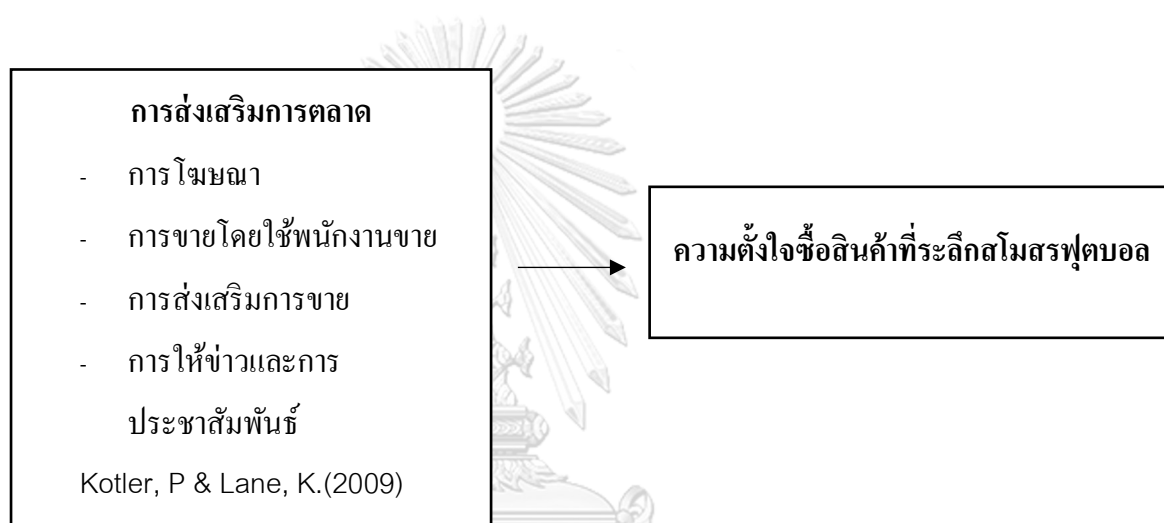 การส่งเสริมการตลาด
- การโฆษณา
- การขายโดยใช้พนักงานขาย
- การส่งเสริมการขาย
- การให้ข่าวและการ
ประชาสัมพันธ์
Kotler, P & Lane, K.(2009)
ความตั้งใจซื้อสินค้าที่ระลึกสโมสรฟุตบอล